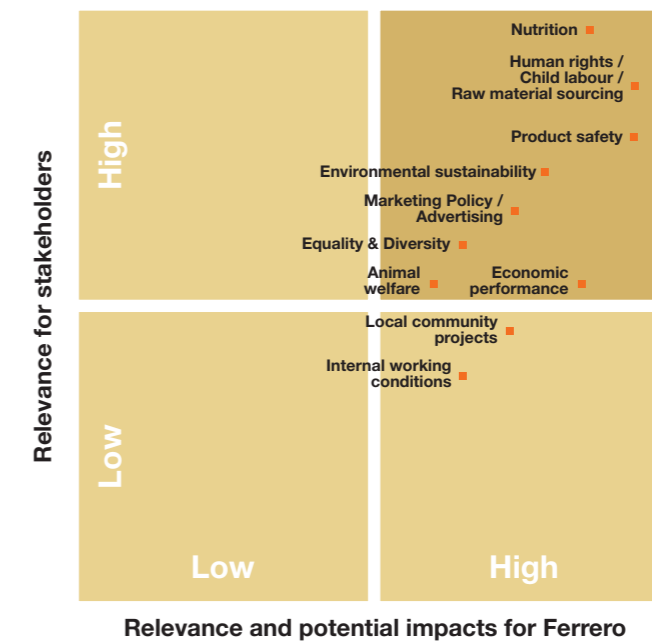 Nutrition
Human rights /
Child labour /
Raw material sourcing
Product safety
Environmental sustainability
Marketing Policy /
Advertising
Equality & Diversity
Animal
welfare
Economic
performance
Local community
projects
Internal working
conditions
High
Low
Relevance for stakeholders
Low
High
Relevance and potential impacts for Ferrero